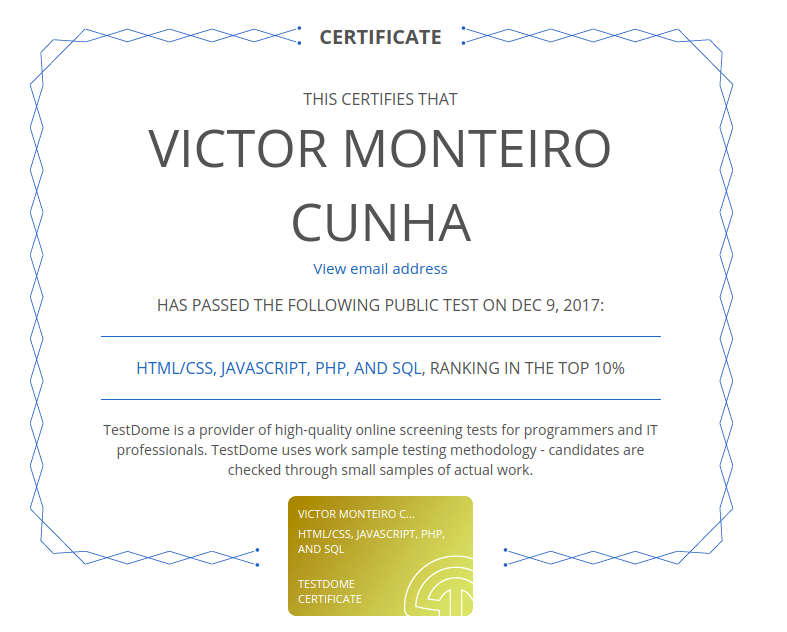 CERTIFICATE
THIS CERTIFIES THAT
VICTOR MONTEIRO
CUNHA
View email address
HAS PASSED THE FOLLOWING PUBLIC TEST ON DEC 9, 2017:
HTML/CSS, JAVASCRIPT, PHP, AND SQL, RANKING IN THE TOP 10%
TestDome is a provider of high-quality online screening tests for programmers and IT
professionals. TestDome uses work sample testing methodology - candidates are
checked through small samples of actual work.
VICTOR MONTEIRO C...
HTML/CSS, JAVASCRIPT, PHP,
AND SQL
TESTDOME
CERTIFICATE